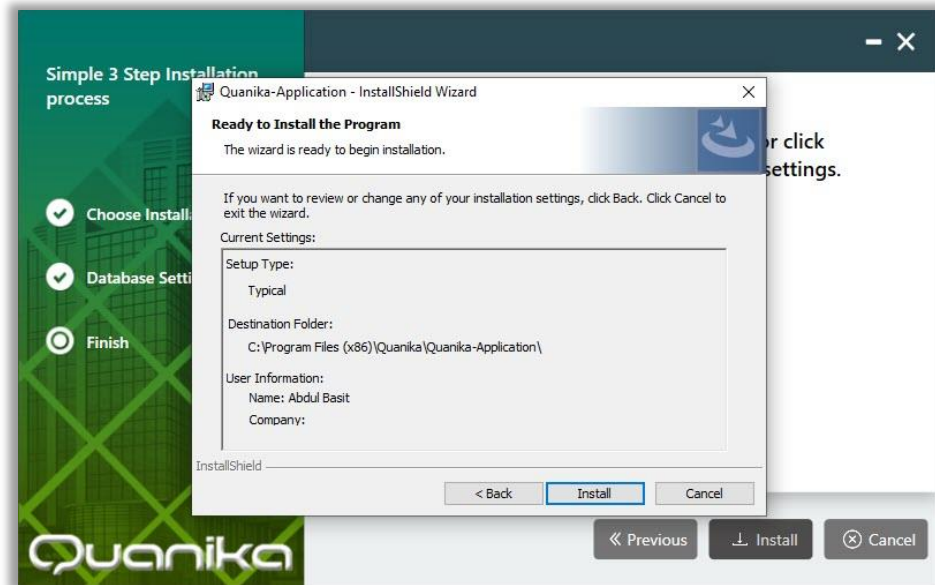 Simple 3 Step Installation
process
Choose Install
Database Setti
Finish
Quanika
r click
settings.
Quanika-Application - InstallShield Wizard
Ready to Install the Program
The wizard is ready to begin installation.
If you want to review or change any of your installation settings, click Back. Click Cancel to
exit the wizard.
Current Settings:
Setup Type:
Typical
Destination Folder:
C:\Program Files (x86)\Quanika\Quanika-Application\
User Information:
Name: Abdul Basit
Company:
InstallShield
< Back
Install
Cancel
Previous
Install
Cancel